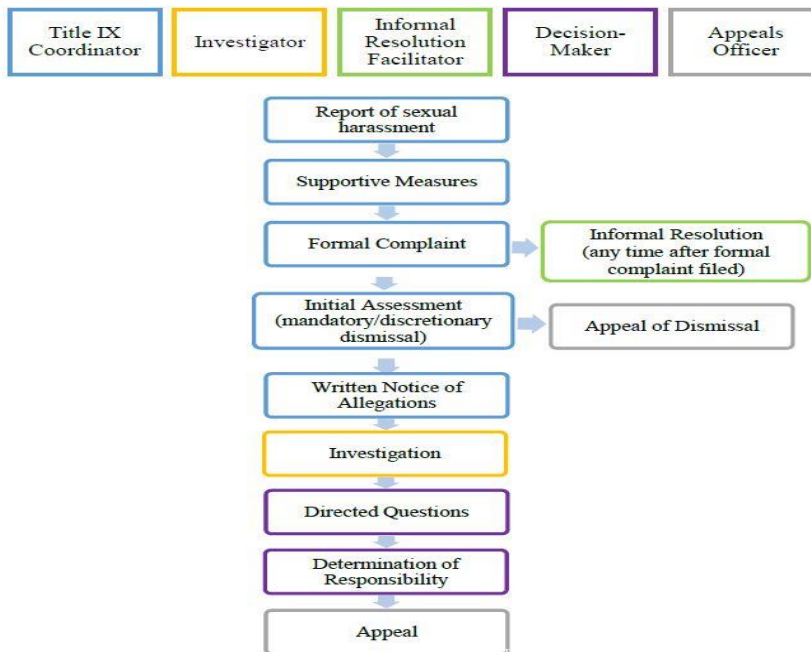 Title IX
Coordinator
Investigator
Informal
Resolution
Facilitator
Decision-
Maker
Appeals
Officer
Report of sexual
harassment
Supportive Measures
Formal Complaint
Informal Resolution
(any time after formal
complaint filed)
Initial Assessment
(mandatory/discretionary
dismissal)
Appeal of Dismissal
Written Notice of
Allegations
Investigation
Directed Questions
Determination of
Responsibility
Appeal